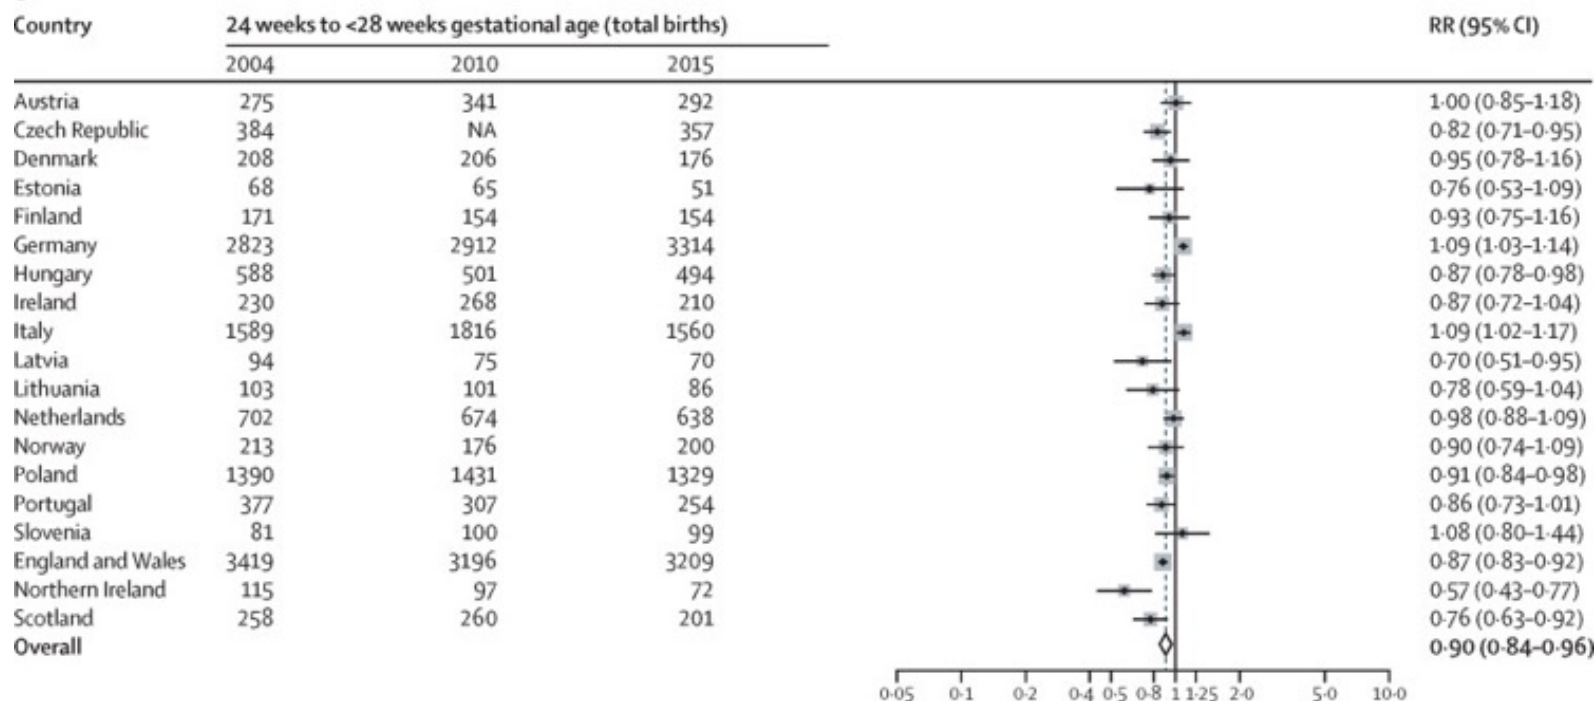 Country 24 weeks to <28 weeks gestational age (total births) RR (95% CI)
2004 2010 2015
Austria 275 341 292 1·00 (0·85–1·18)
Czech Republic 384 NA 357 0·82 (0·71–0·95)
Denmark 208 206 176 0·95 (0·78–1·16)
Estonia 68 65 51 0·76 (0·53–1·09)
Finland 171 154 154 0·93 (0·75–1·16)
Germany 2823 2912 3314 1·09 (1·03–1·14)
Hungary 588 501 494 0·87 (0·78–0·98)
Ireland 230 268 210 0·87 (0·72–1·04)
Italy 1589 1816 1560 1·09 (1·02–1·17)
Latvia 94 75 70 0·70 (0·51–0·95)
Lithuania 103 101 86 0·78 (0·59–1·04)
Netherlands 702 674 638 0·98 (0·88–1·09)
Norway 213 176 200 0·90 (0·74–1·09)
Poland 1390 1431 1329 0·91 (0·84–0·98)
Portugal 377 307 254 0·86 (0·73–1·01)
Slovenia 81 100 99 1·08 (0·80–1·44)
England and Wales 3419 3196 3209 0·87 (0·83–0·92)
Northern Ireland 115 97 72 0·57 (0·43–0·77)
Scotland 258 260 201 0·76 (0·63–0·92)
Overall 0·90 (0·84–0·96)
0·05 0·1 0·2 0·4 0·5 0·8 1 1·25 2·0 5·0 10·0